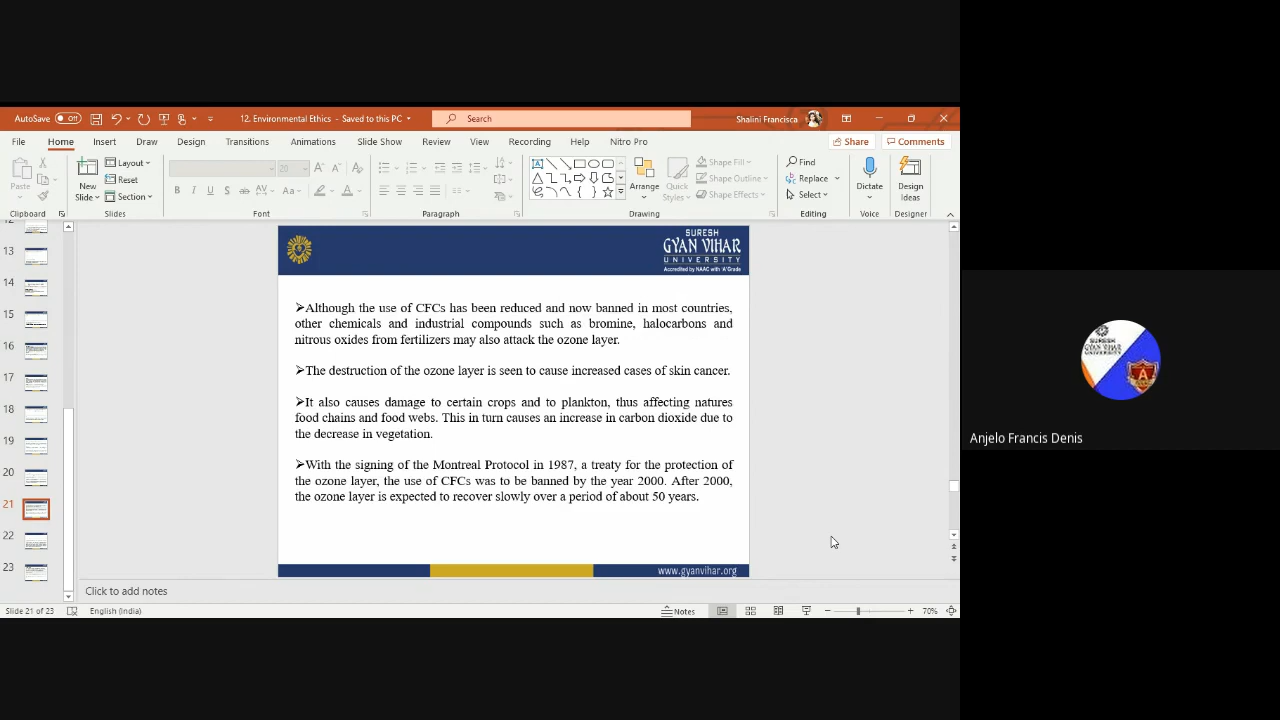 AutoSave Off 12. Environmental Ethics - Saved to this PC Search Shalini Francisca
File Home Insert Draw Design Transitions Animations Slide Show Review View Recording Help Nitro Pro Share Comments
Paste
New
Slide
Layout
Reset
Section
20
Arrange
Quick
Styles
Shape Fill
Shape Outline
Shape Effects
Find
Replace
Select
Dictate
Design
Ideas
Clipboard Slides Font Paragraph Drawing Editing Voice Designer
13
14
15
16
17
18
19
20
21
22
23
SURESH
GYAN VIHAR
UNIVERSITY
Accredited by NAAC with 'A' Grade
➢Although the use of CFCs has been reduced and now banned in most countries,
other chemicals and industrial compounds such as bromine, halocarbons and
nitrous oxides from fertilizers may also attack the ozone layer.
➢The destruction of the ozone layer is seen to cause increased cases of skin cancer.
➢It also causes damage to certain crops and to plankton, thus affecting natures
food chains and food webs. This in turn causes an increase in carbon dioxide due to
the decrease in vegetation.
➢With the signing of the Montreal Protocol in 1987, a treaty for the protection of
the ozone layer, the use of CFCs was to be banned by the year 2000. After 2000,
the ozone layer is expected to recover slowly over a period of about 50 years.
www.gyanvihar.org
Click to add notes
Slide 21 of 23 English (India) Notes 70%
SURESH
GYAN VIHAR
UNIVERSITY
A
Anjelo Francis Denis